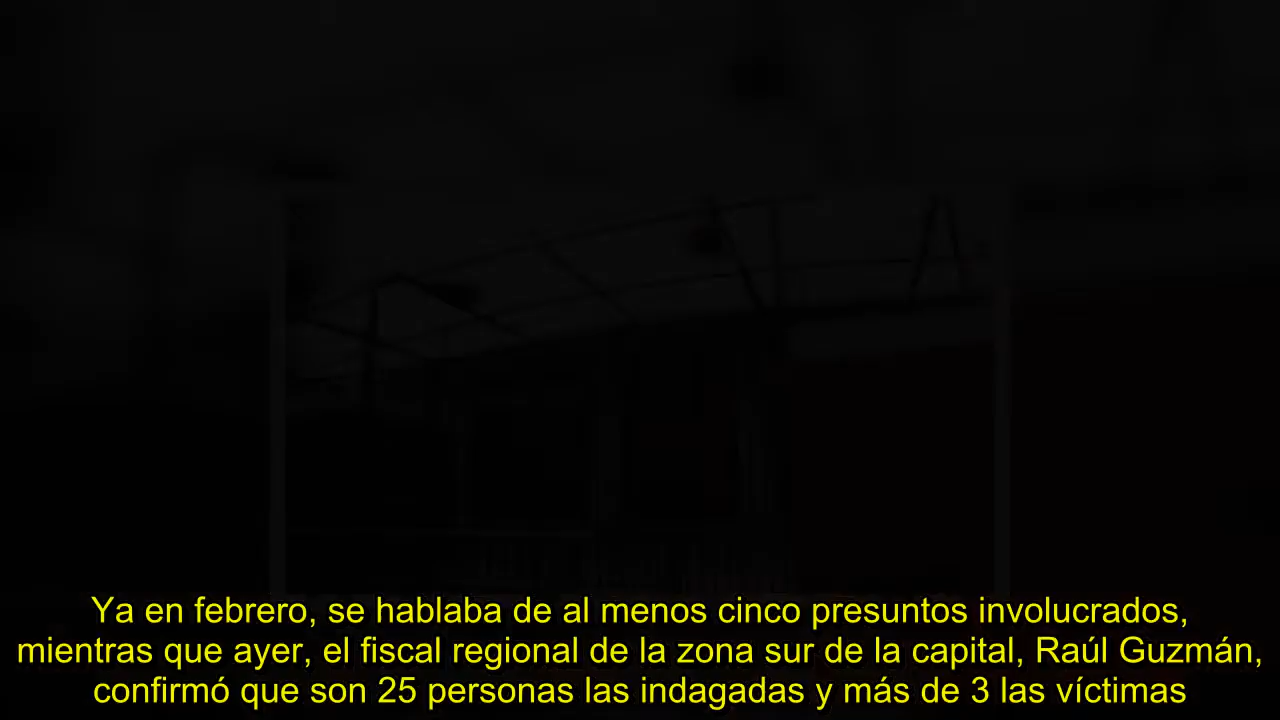 Ya en febrero, se hablaba de al menos cinco presuntos involucrados,
mientras que ayer, el fiscal regional de la zona sur de la capital, Raúl Guzmán,
confirmó que son 25 personas las indagadas y más de 3 las víctimas